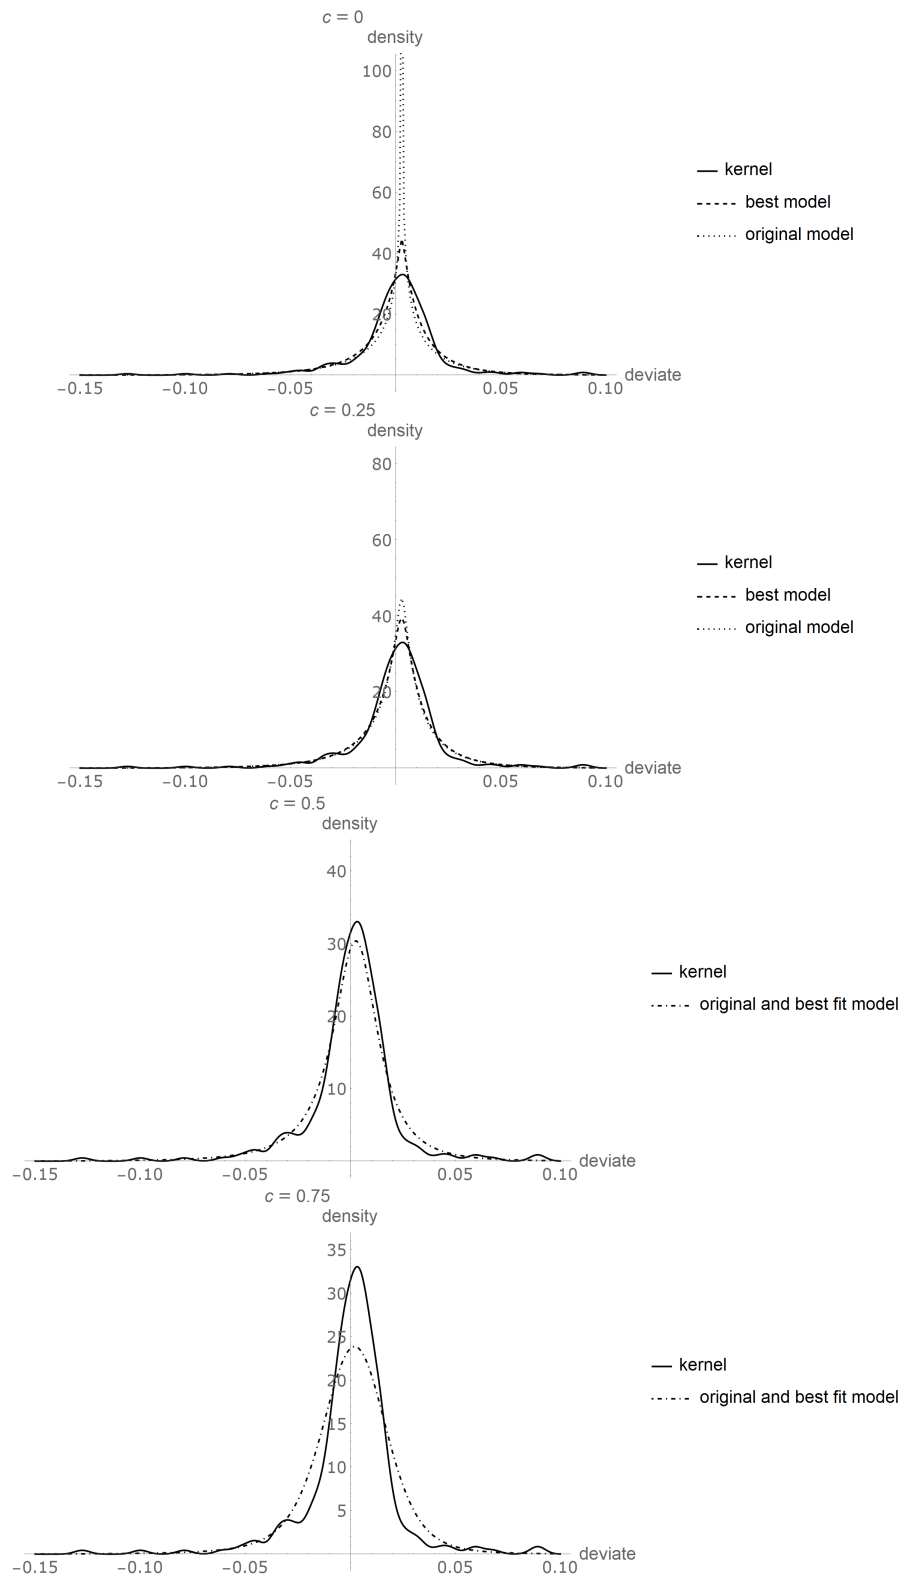 c = 0
density
100
80
60
40
20
−0.15 −0.10 −0.05 0.05 0.10 deviate
kernel
best model
original model
c = 0.25
density
80
60
40
20
−0.15 −0.10 −0.05 0.05 0.10 deviate
kernel
best model
original model
c = 0.5
density
40
30
20
10
−0.15 −0.10 −0.05 0.05 0.10 deviate
kernel
original and best fit model
c = 0.75
density
35
30
25
20
15
10
5
−0.15 −0.10 −0.05 0.05 0.10 deviate
kernel
original and best fit model